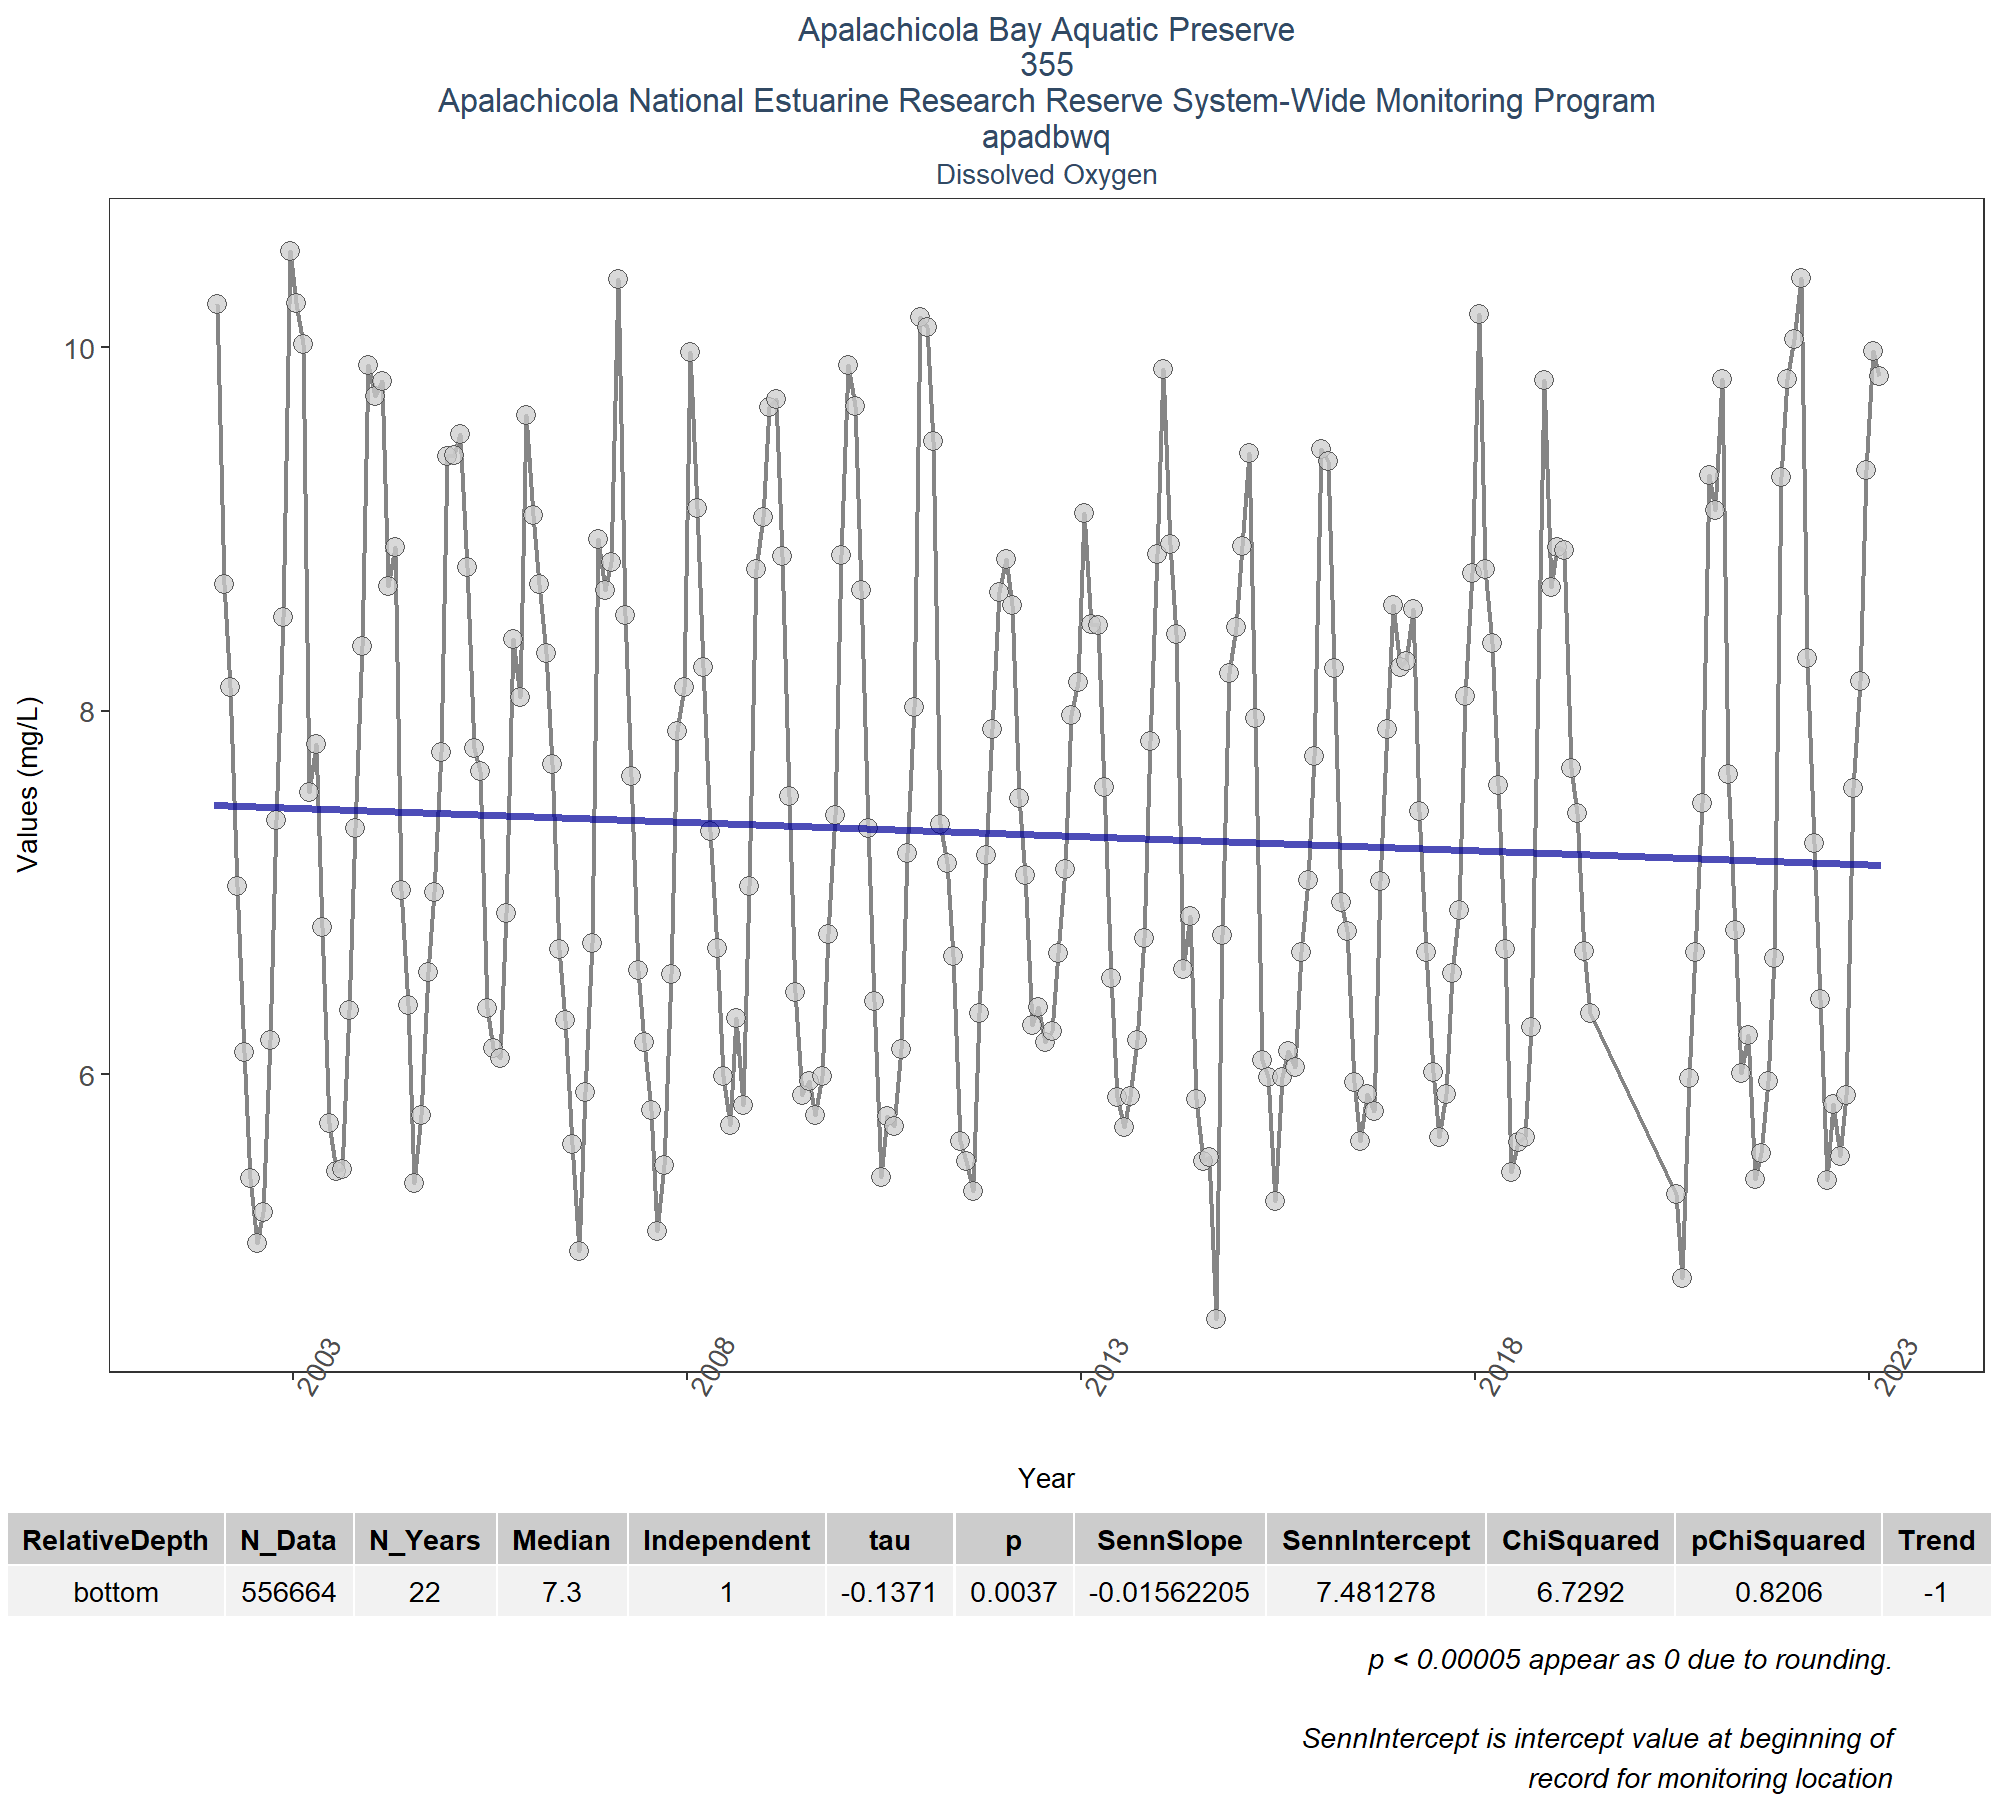 Apalachicola Bay Aquatic Preserve
355
Apalachicola National Estuarine Research Reserve System-Wide Monitoring Program
apadbwq
Dissolved Oxygen
Values (mg/L)
10
8
6
2003 2008 2013 2018 2023
Year
RelativeDepth N_Data N_Years Median Independent tau p SennSlope SennIntercept ChiSquared pChiSquared Trend
bottom 556664 22 7.3 1 -0.1371 0.0037 -0.01562205 7.481278 6.7292 0.8206 -1
p < 0.00005 appear as 0 due to rounding.
SennIntercept is intercept value at beginning of
record for monitoring location